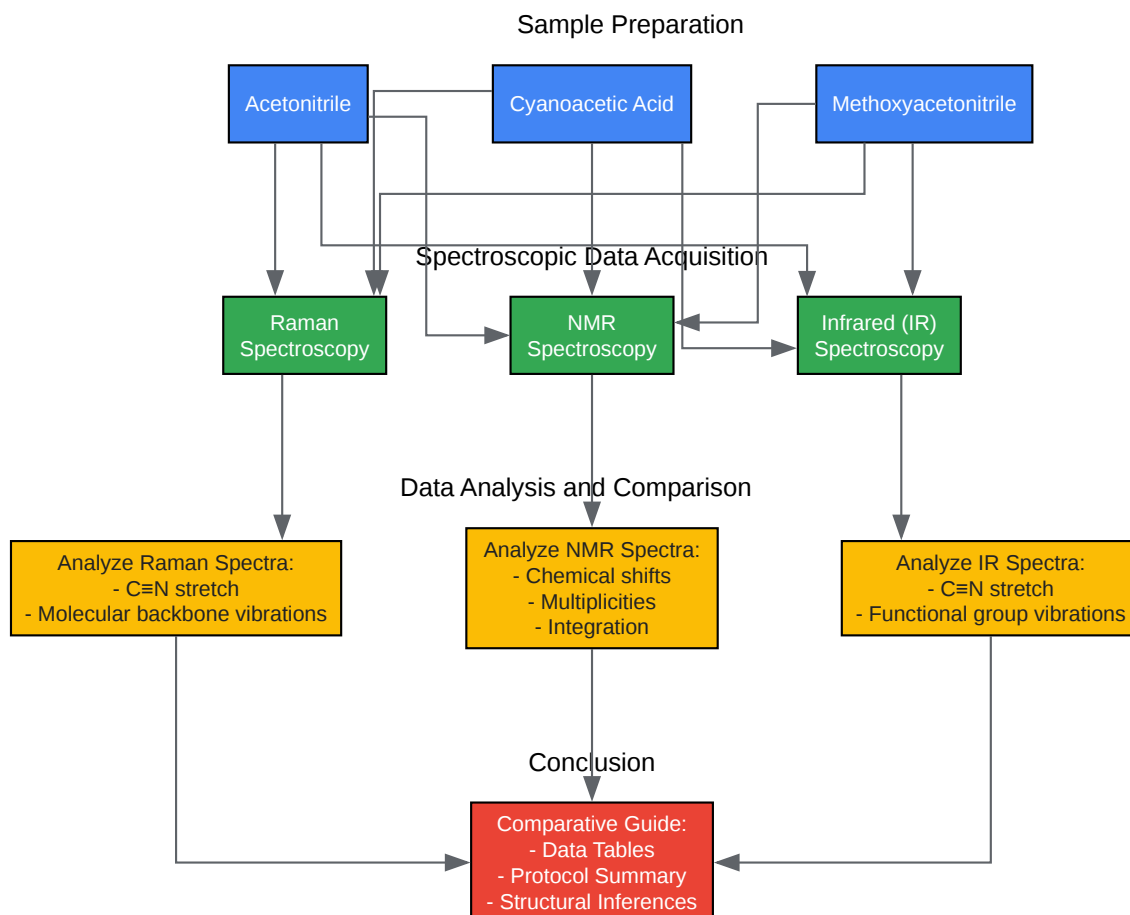 Sample Preparation
Acetonitrile
Cyanoacetic Acid
Methoxyacetonitrile
Spectroscopic Data Acquisition
Raman
Spectroscopy
NMR
Spectroscopy
Infrared (IR)
Spectroscopy
Data Analysis and Comparison
Analyze Raman Spectra:
- C≡N stretch
- Molecular backbone vibrations
Analyze NMR Spectra:
- Chemical shifts
- Multiplicities
- Integration
Analyze IR Spectra:
- C≡N stretch
- Functional group vibrations
Conclusion
Comparative Guide:
- Data Tables
- Protocol Summary
- Structural Inferences